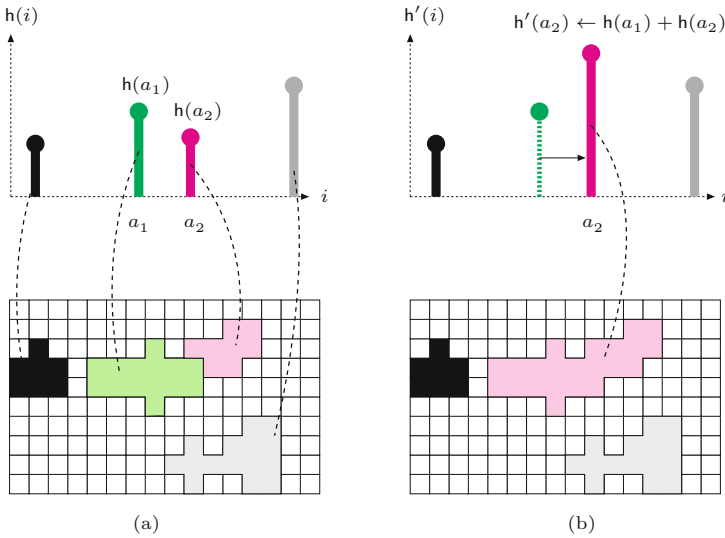 h(i)
h(a₁)
h(a₂)
i
a₁
a₂
(a)
h′(i)
h′(a₂) ← h(a₁) + h(a₂)
i
a₂
(b)